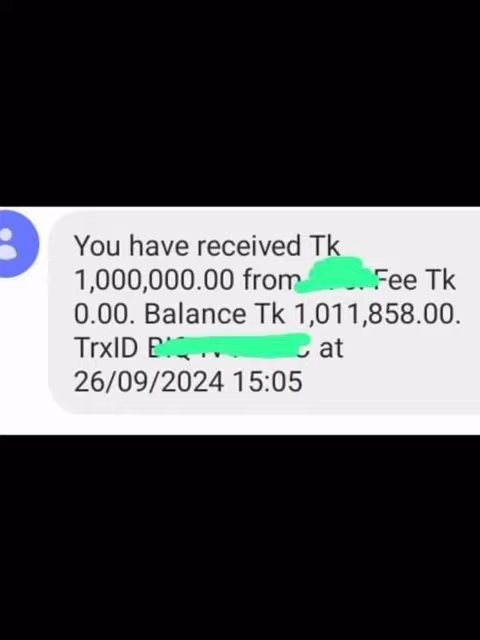 You have received Tk
1,000,000.00 from Fee Tk
0.00. Balance Tk 1,011,858.00.
TrxID at
26/09/2024 15:05